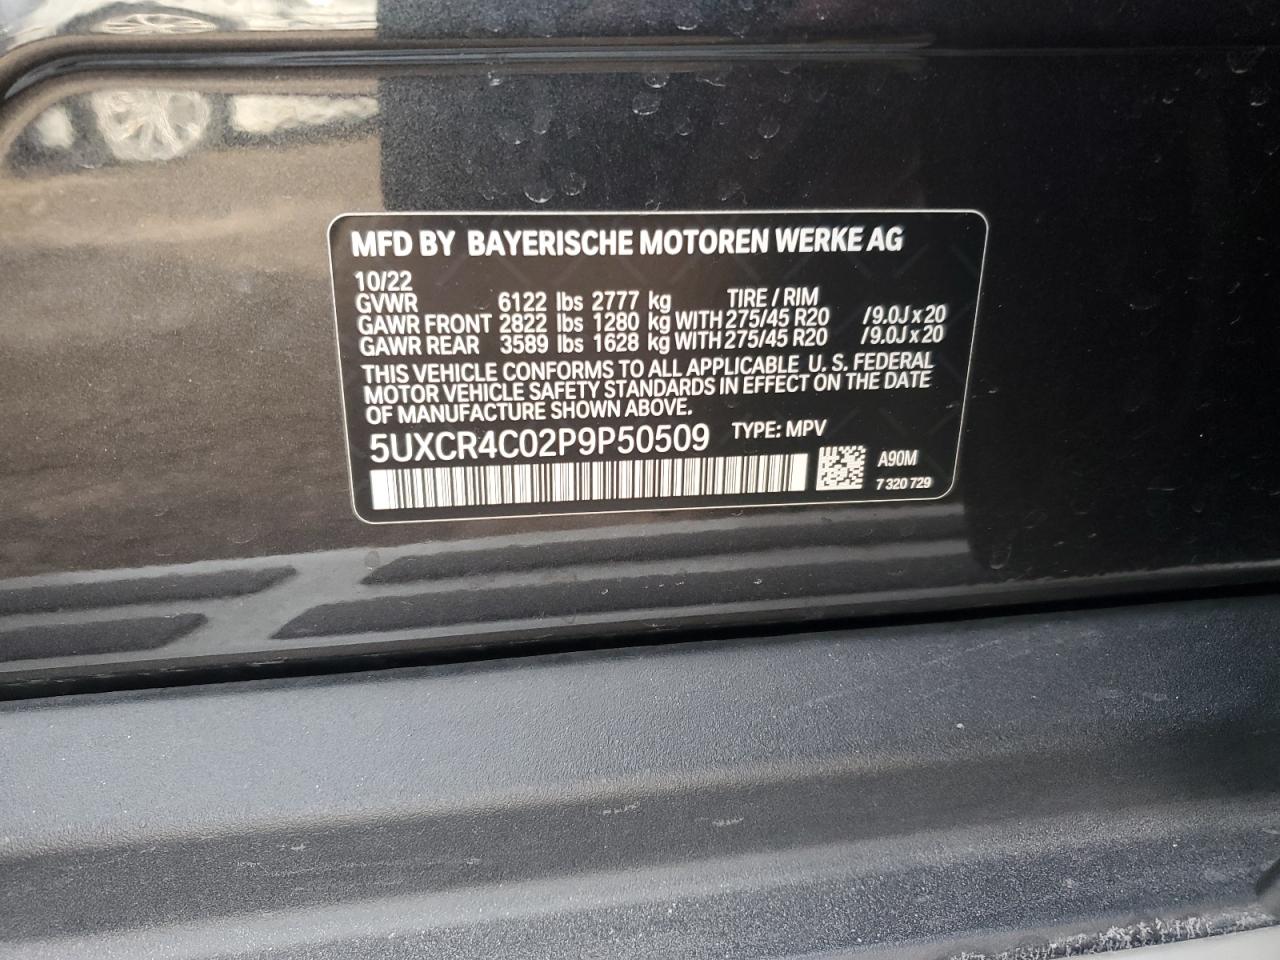 MFD BY BAYERISCHE MOTOREN WERKE AG
10/22
GVWR 6122 lbs 2777 kg TIRE / RIM
GAWR FRONT 2822 lbs 1280 kg WITH 275/45 R20 /9.0J x 20
GAWR REAR 3589 lbs 1628 kg WITH 275/45 R20 /9.0J x 20
THIS VEHICLE CONFORMS TO ALL APPLICABLE U. S. FEDERAL
MOTOR VEHICLE SAFETY STANDARDS IN EFFECT ON THE DATE
OF MANUFACTURE SHOWN ABOVE.
5UXCR4C02P9P50509 TYPE: MPV
A90M
7 320 729